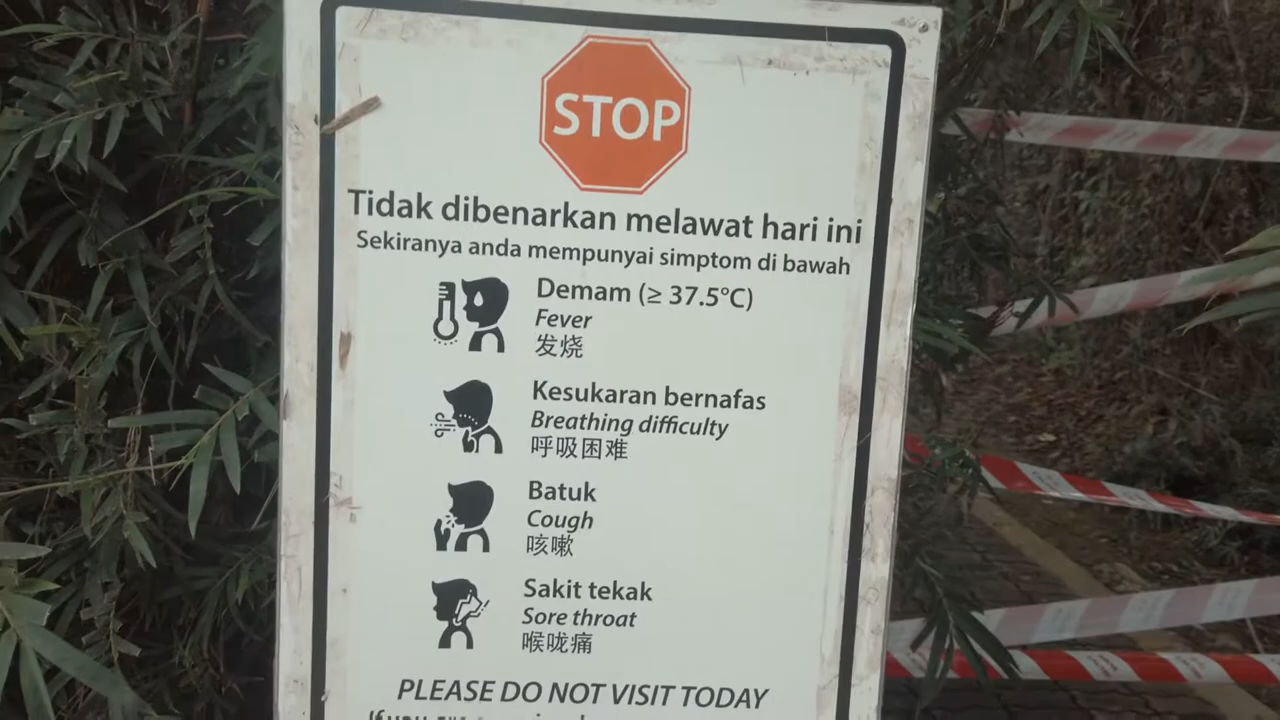 STOP
Tidak dibenarkan melawat hari ini
Sekiranya anda mempunyai simptom di bawah
Demam (≥ 37.5°C)
Fever
发烧
Kesukaran bernafas
Breathing difficulty
呼吸困难
Batuk
Cough
咳嗽
Sakit tekak
Sore throat
喉咙痛
PLEASE DO NOT VISIT TODAY
If you